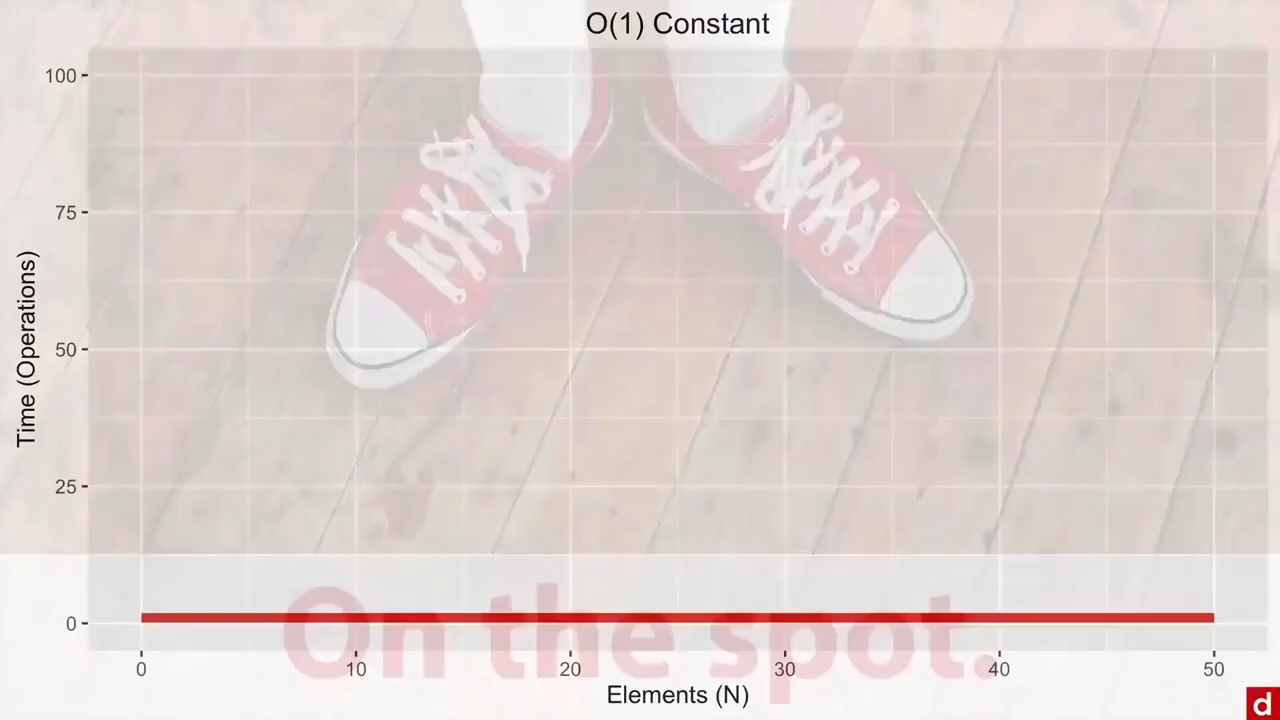 O(1) Constant
100
75
50
25
0
Time (Operations)
On the spot.
0 10 20 30 40 50
Elements (N)
d